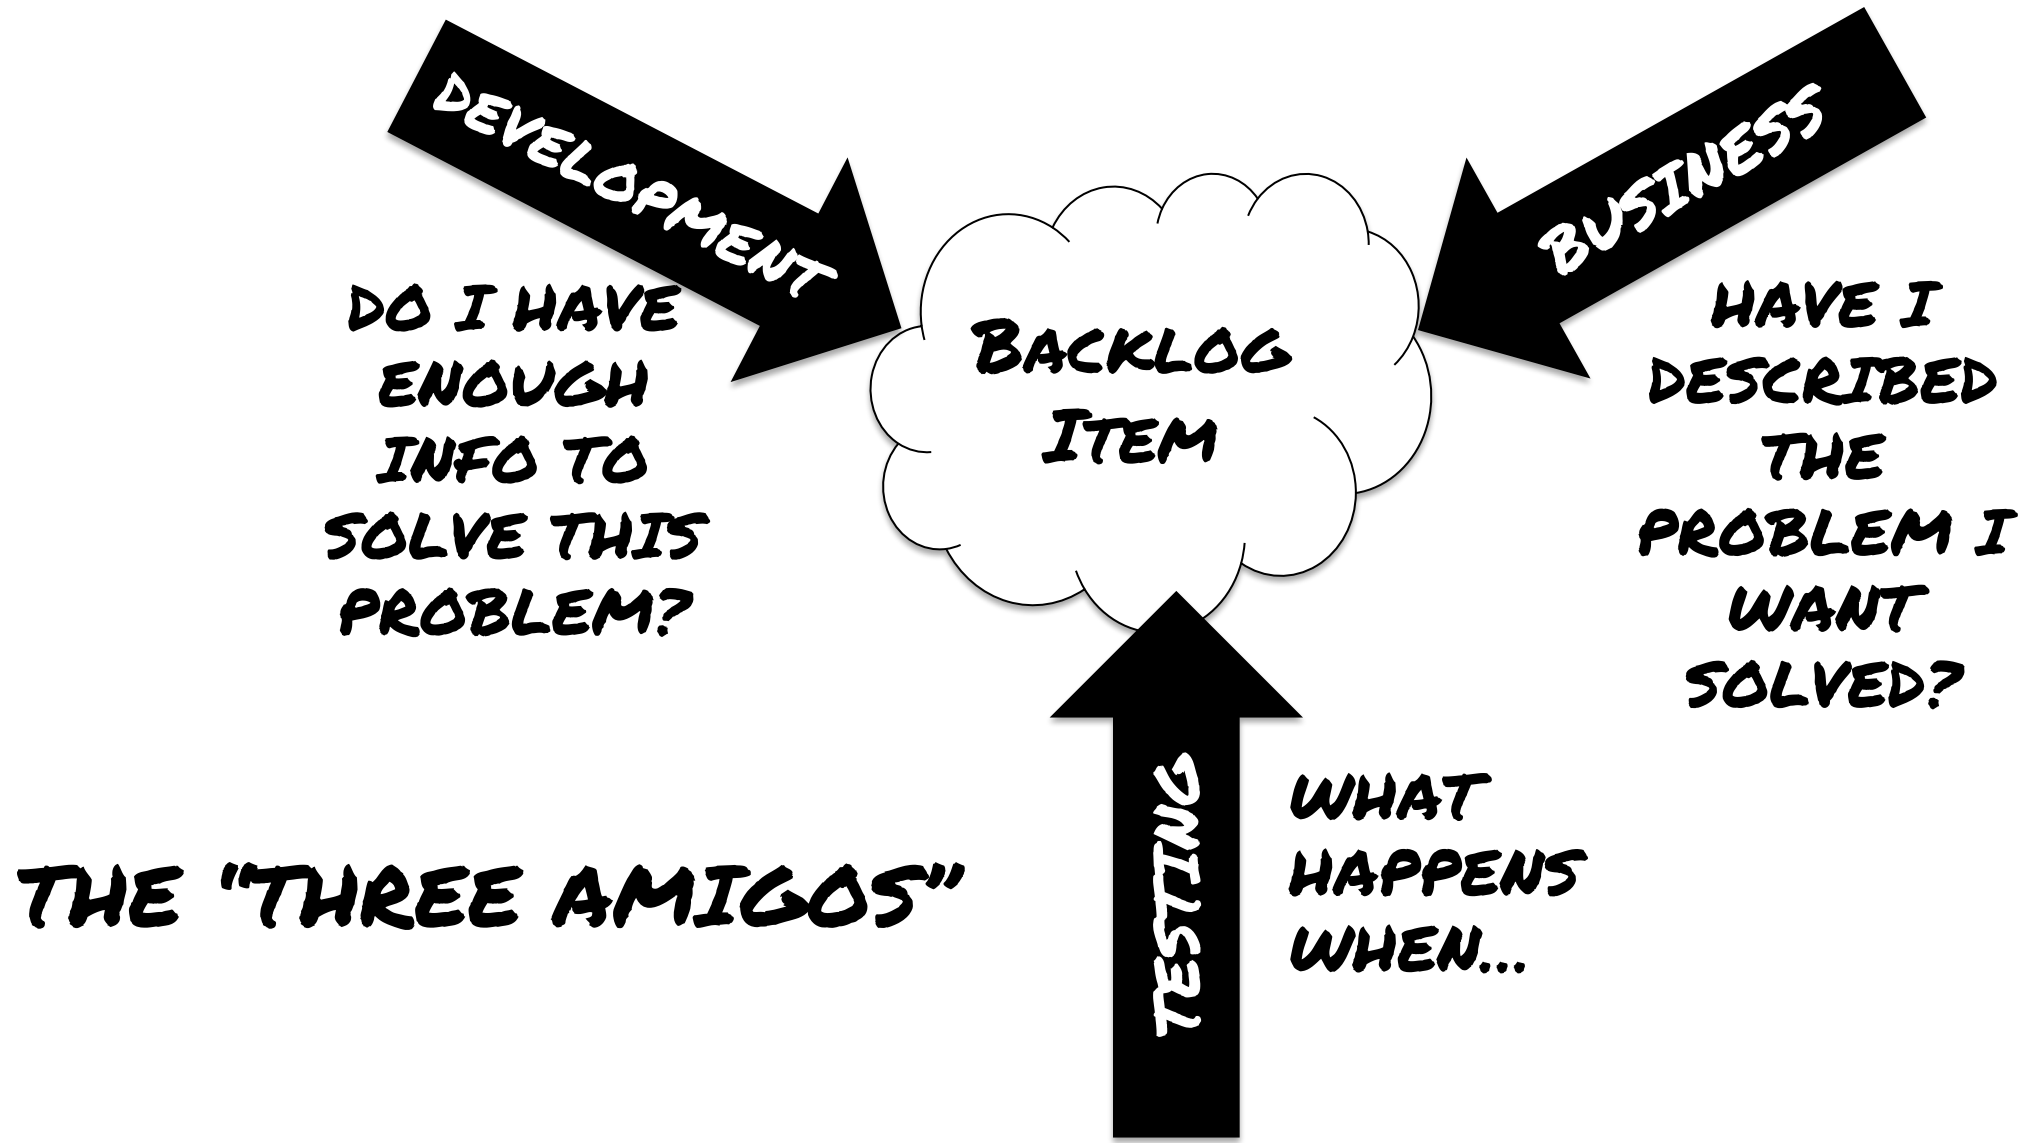 DEVELOPMENT
BUSINESS
DO I HAVE
ENOUGH
INFO TO
SOLVE THIS
PROBLEM?
BACKLOG
ITEM
HAVE I
DESCRIBED
THE
PROBLEM I
WANT
SOLVED?
TESTING
WHAT
HAPPENS
WHEN...
THE “THREE AMIGOS”